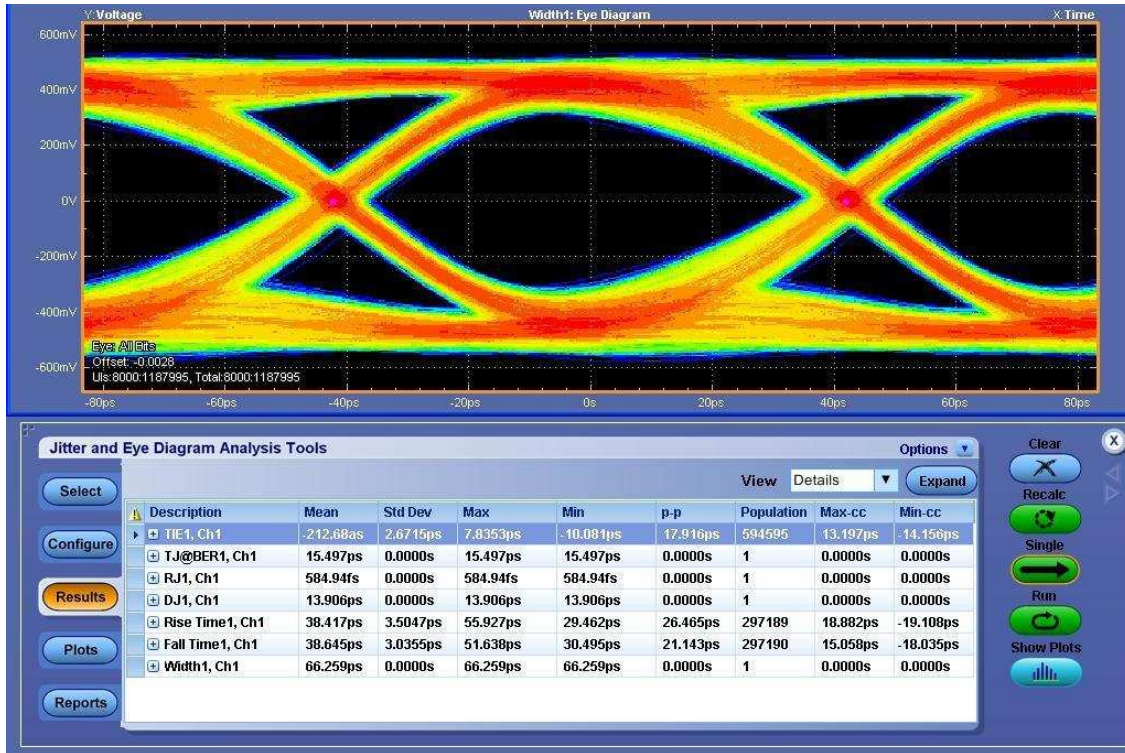 Y:Voltage Width1: Eye Diagram X:Time
600mV
400mV
200mV
0V
-200mV
-400mV
-600mV
Eye: All Bits
Offset: -0.0028
UIs:8000:1187995, Total:8000:1187995
-80ps -60ps -40ps -20ps 0s 20ps 40ps 60ps 80ps
Jitter and Eye Diagram Analysis Tools Options
Clear
X
Select
Configure
Results
Plots
Reports
View Details Expand
Description Mean Std Dev Max Min p-p Population Max-cc Min-cc
TIE1, Ch1 -212.68as 2.6715ps 7.8353ps -10.081ps 17.916ps 594595 13.197ps -14.156ps
TJ@BER1, Ch1 15.497ps 0.0000s 15.497ps 15.497ps 0.0000s 1 0.0000s 0.0000s
RJ1, Ch1 584.94fs 0.0000s 584.94fs 584.94fs 0.0000s 1 0.0000s 0.0000s
DJ1, Ch1 13.906ps 0.0000s 13.906ps 13.906ps 0.0000s 1 0.0000s 0.0000s
Rise Time1, Ch1 38.417ps 3.5047ps 55.927ps 29.462ps 26.465ps 297189 18.882ps -19.108ps
Fall Time1, Ch1 38.645ps 3.0355ps 51.638ps 30.495ps 21.143ps 297190 15.058ps -18.035ps
Width1, Ch1 66.259ps 0.0000s 66.259ps 66.259ps 0.0000s 1 0.0000s 0.0000s
Recalc
Single
Run
Show Plots